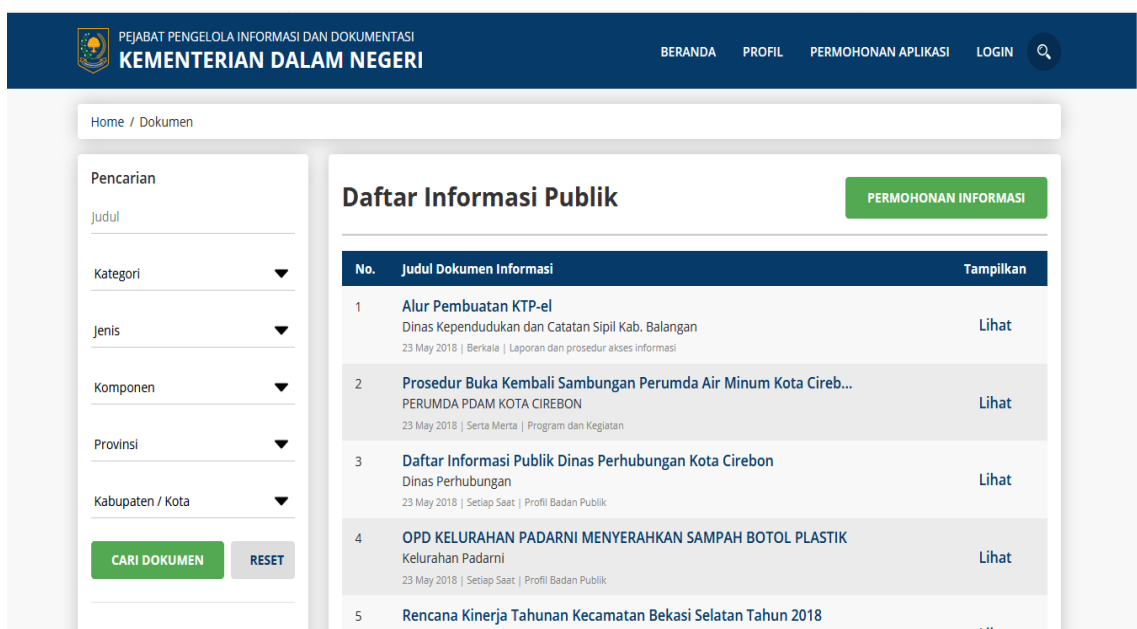 PEJABAT PENGELOLA INFORMASI DAN DOKUMENTASI
KEMENTERIAN DALAM NEGERI
BERANDA PROFIL PERMOHONAN APLIKASI LOGIN
Home / Dokumen
Pencarian
Judul
Kategori
Jenis
Komponen
Provinsi
Kabupaten / Kota
CARI DOKUMEN RESET
Daftar Informasi Publik
PERMOHONAN INFORMASI
No. Judul Dokumen Informasi Tampilkan
1 Alur Pembuatan KTP-el
Dinas Kependudukan dan Catatan Sipil Kab. Balangan
Lihat
23 May 2018 | Berkala | Laporan dan prosedur akses informasi
2 Prosedur Buka Kembali Sambungan Perumda Air Minum Kota Cireb...
PERUMDA PDAM KOTA CIREBON
Lihat
23 May 2018 | Serta Merta | Program dan Kegiatan
3 Daftar Informasi Publik Dinas Perhubungan Kota Cirebon
Dinas Perhubungan
Lihat
23 May 2018 | Setiap Saat | Profil Badan Publik
4 OPD KELURAHAN PADARNI MENYERAHKAN SAMPAH BOTOL PLASTIK
Kelurahan Padarni
Lihat
23 May 2018 | Setiap Saat | Profil Badan Publik
5 Rencana Kinerja Tahunan Kecamatan Bekasi Selatan Tahun 2018